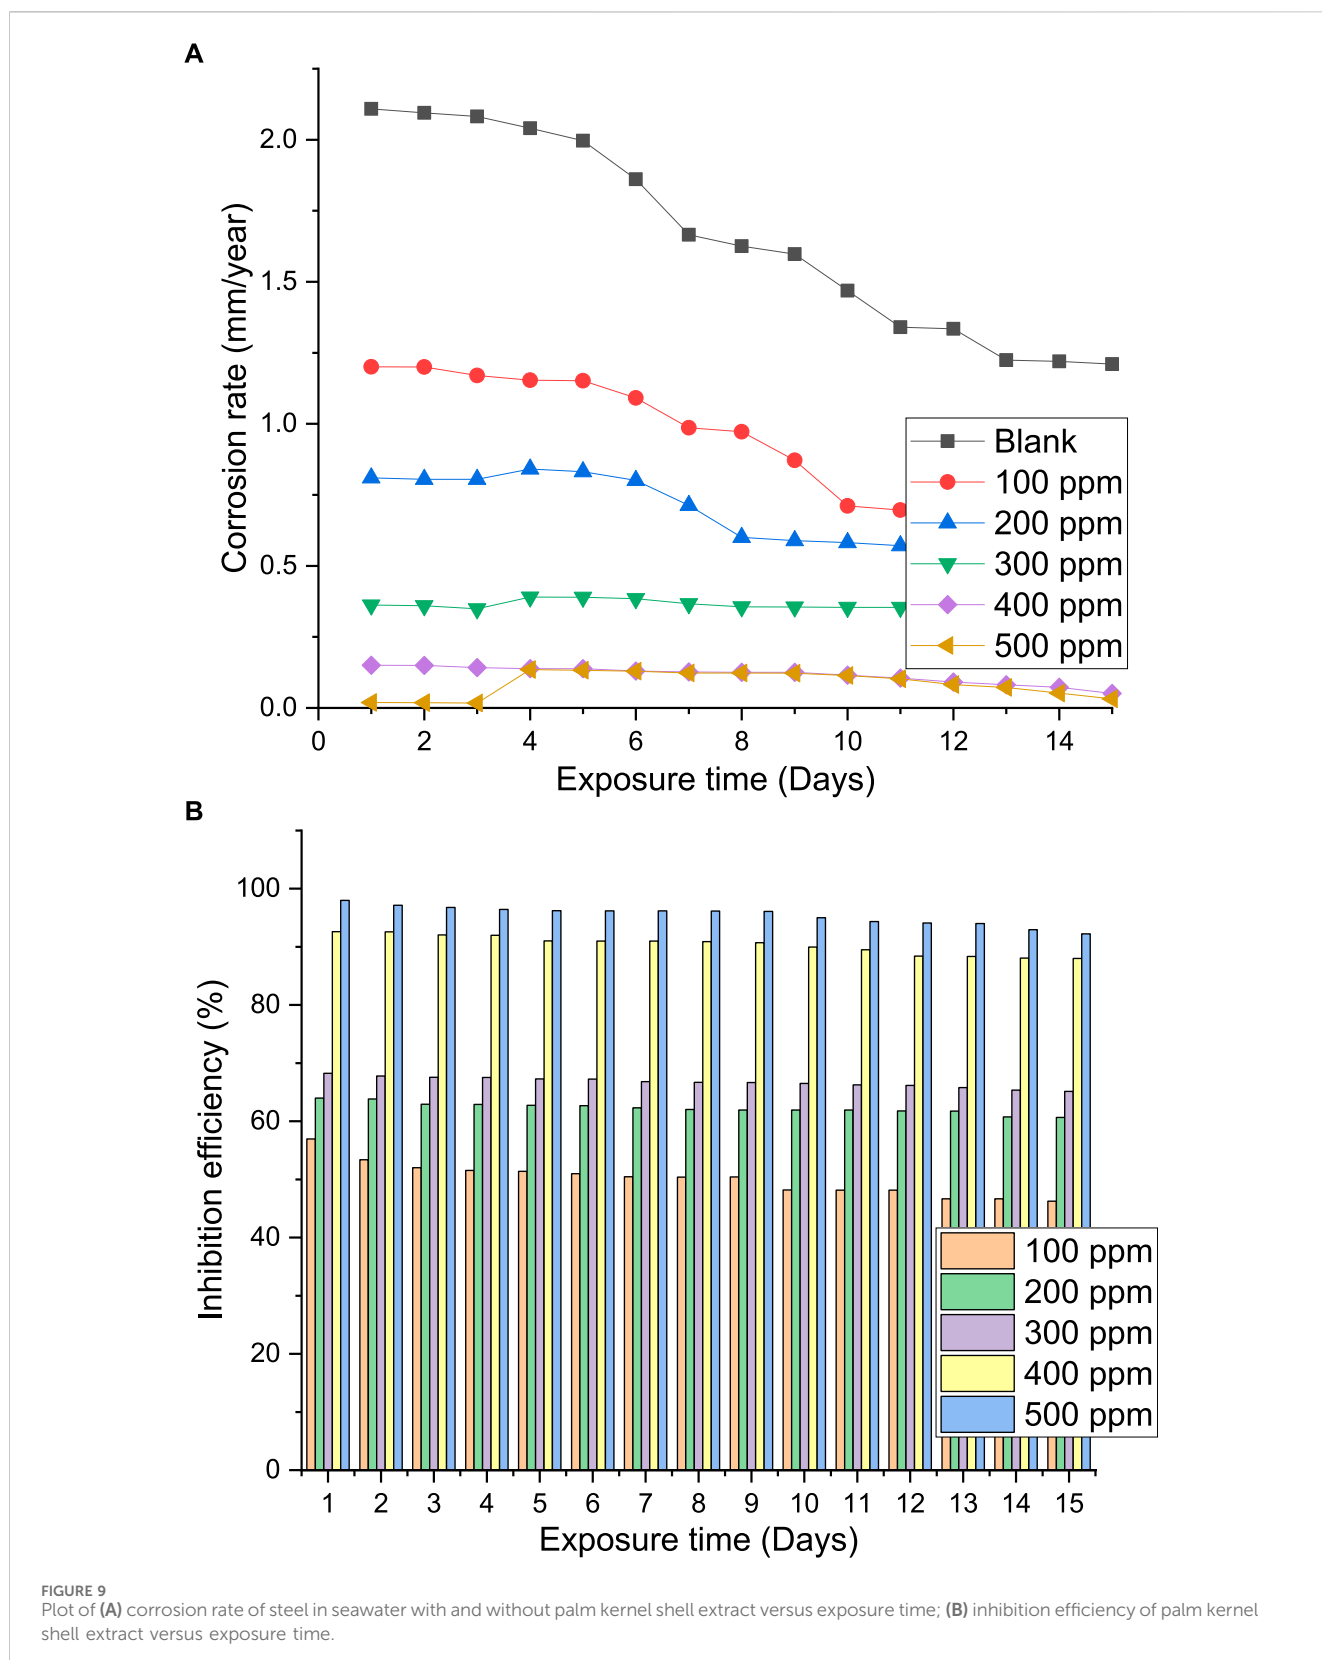 A
Corrosion rate (mm/year)
2.0
1.5
1.0
0.5
0.0
Blank
100 ppm
200 ppm
300 ppm
400 ppm
500 ppm
0 2 4 6 8 10 12 14
Exposure time (Days)
B
Inhibition efficiency (%)
100
80
60
40
20
0
100 ppm
200 ppm
300 ppm
400 ppm
500 ppm
1 2 3 4 5 6 7 8 9 10 11 12 13 14 15
Exposure time (Days)
FIGURE 9
Plot of (A) corrosion rate of steel in seawater with and without palm kernel shell extract versus exposure time; (B) inhibition efficiency of palm kernel
shell extract versus exposure time.